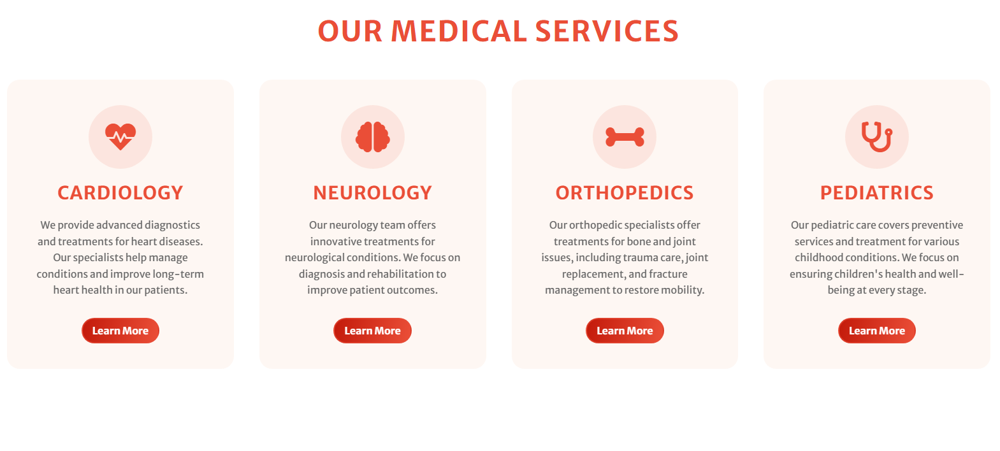 OUR MEDICAL SERVICES
CARDIOLOGY
We provide advanced diagnostics
and treatments for heart diseases.
Our specialists help manage
conditions and improve long-term
heart health in our patients.
Learn More
NEUROLOGY
Our neurology team offers
innovative treatments for
neurological conditions. We focus on
diagnosis and rehabilitation to
improve patient outcomes.
Learn More
ORTHOPEDICS
Our orthopedic specialists offer
treatments for bone and joint
issues, including trauma care, joint
replacement, and fracture
management to restore mobility.
Learn More
PEDIATRICS
Our pediatric care covers preventive
services and treatment for various
childhood conditions. We focus on
ensuring children's health and well-
being at every stage.
Learn More